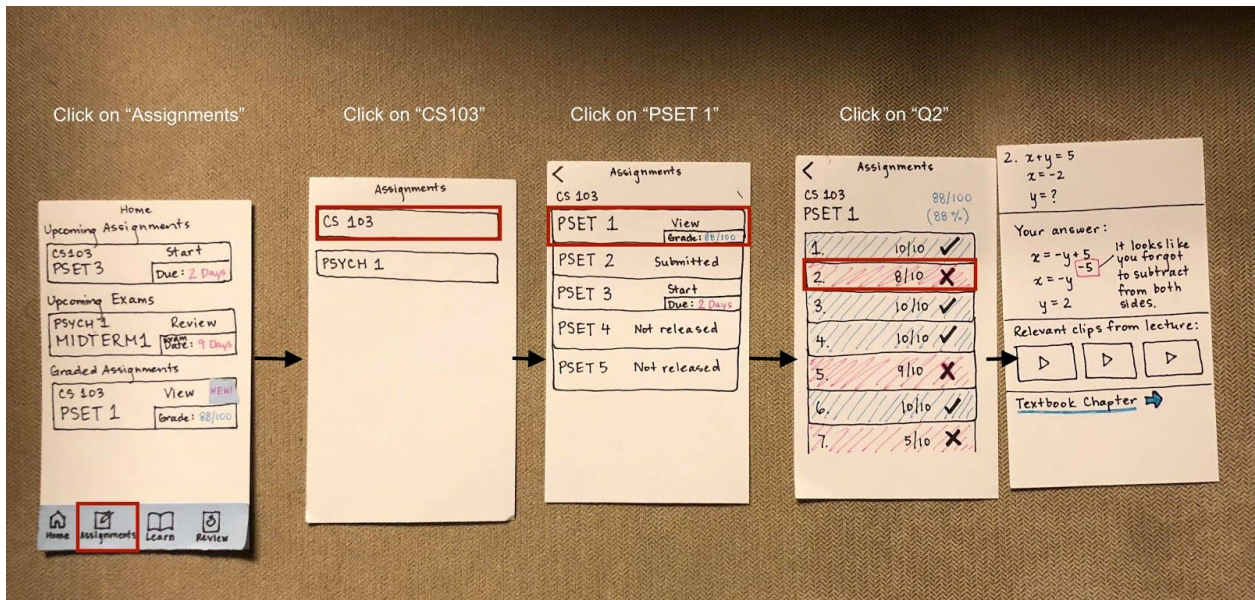 Click on “Assignments”
Click on “CS103”
Click on “PSET 1”
Click on “Q2”
Home
Upcoming Assignments
CS103 Start
PSET 3 Due: 2 Days
Upcoming Exams
PSYCH 1 Review
MIDTERM 1 Exam Date: 9 Days
Graded Assignments
CS 103 View NEW!
PSET 1 Grade: 88/100
Home Assignments Learn Review
Assignments
CS 103
PSYCH 1
Assignments
CS 103
PSET 1 View
Grade: 88/100
PSET 2 Submitted
PSET 3 Start
Due: 2 Days
PSET 4 Not released
PSET 5 Not released
Assignments
CS 103 88/100
PSET 1 (88%)
1. 10/10
2. 8/10
3. 10/10
4. 10/10
5. 9/10
6. 10/10
7. 5/10
2. x+y=5
x=-2
y=?
Your answer:
x = -y+5
-5
x = -y
y = 2
It looks like
you forgot
to subtract
from both
sides.
Relevant clips from lecture:
Textbook Chapter